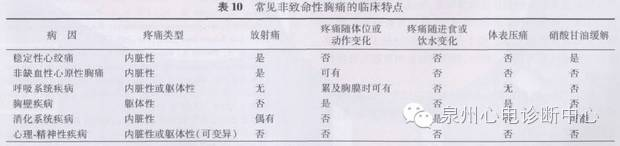 表 10 常见非致命性胸痛的临床特点
病 因 疼痛类型 放射痛 疼痛随体位或动作变化 疼痛随进食或饮水变化 体表压痛 硝酸甘油缓解
稳定性心绞痛 内脏性 是 否 否 否 是
非缺血性心原性胸痛 内脏性 是 可有 否 否 否
呼吸系统疾病 内脏性或躯体性 无 累及胸膜时可有 否 无 否
胸壁疾病 躯体性 否 是 否 是 否
消化系统疾病 内脏性 偶有 否 是
心理-精神性疾病 内脏性或躯体性(可变异) 否 否 否 否 否
泉州心电诊断中心